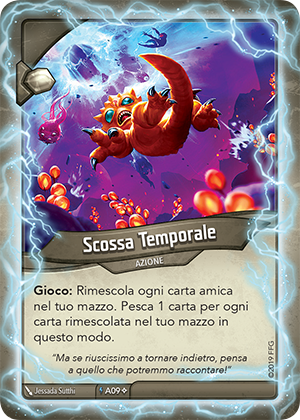 Scossa Temporale
AZIONE
Gioco: Rimescola ogni carta amica
nel tuo mazzo. Pesca 1 carta per ogni
carta rimescolata nel tuo mazzo in
questo modo.
"Ma se riuscissimo a tornare indietro, pensa
a quello che potremmo raccontare!"
Jessada Sutthi
A09
©2019 FFG